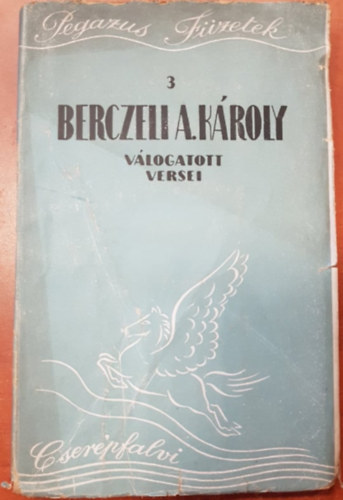 Pegazus Füzetek
3
BERCZELI A. KÁROLY
VÁLOGATOTT
VERSEI
Cserépfalvi